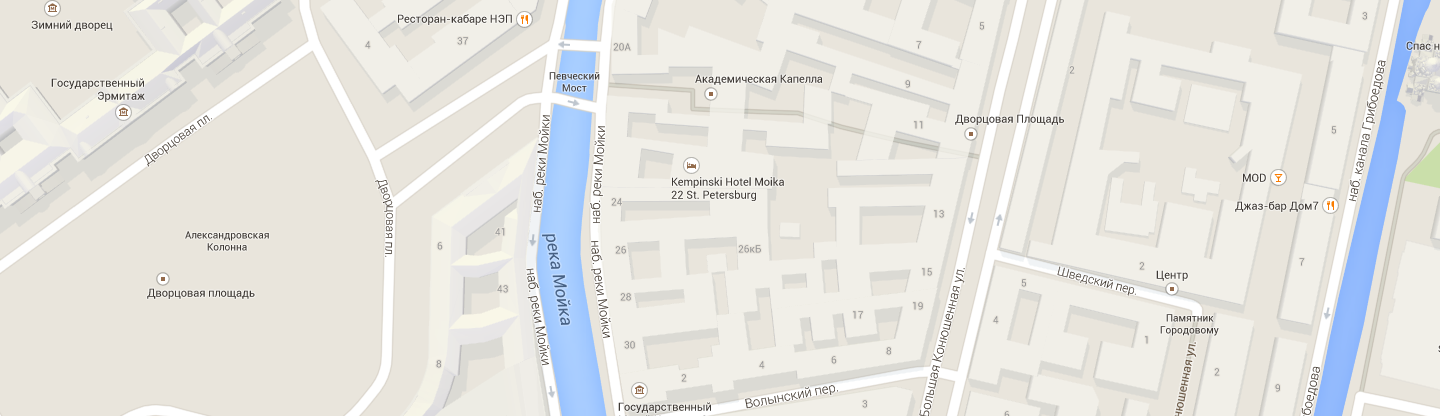 Зимний дворец
Государственный
Эрмитаж
Дворцовая пл.
Дворцовая пл.
Александровская
Колонна
Дворцовая площадь
Ресторан-кабаре НЭП
4
37
20А
Певческий
Мост
наб. реки Мойки
наб. реки Мойки
наб. реки Мойки
наб. реки Мойки
река Мойка
6
41
43
8
Академическая Капелла
7
9
11
Дворцовая Площадь
Kempinski Hotel Moika
22 St. Petersburg
24
26
26кБ
28
30
13
15
17
19
2
4
6
8
3
Государственный
Волынский пер.
Большая Конюшенная ул.
2
2
Шведский пер.
5
4
1
2
9
Центр
Памятник
Городовому
нюшенная ул.
MOD
Джаз-бар Дом7
5
7
наб. канала Грибоедова
боедова
Спас н